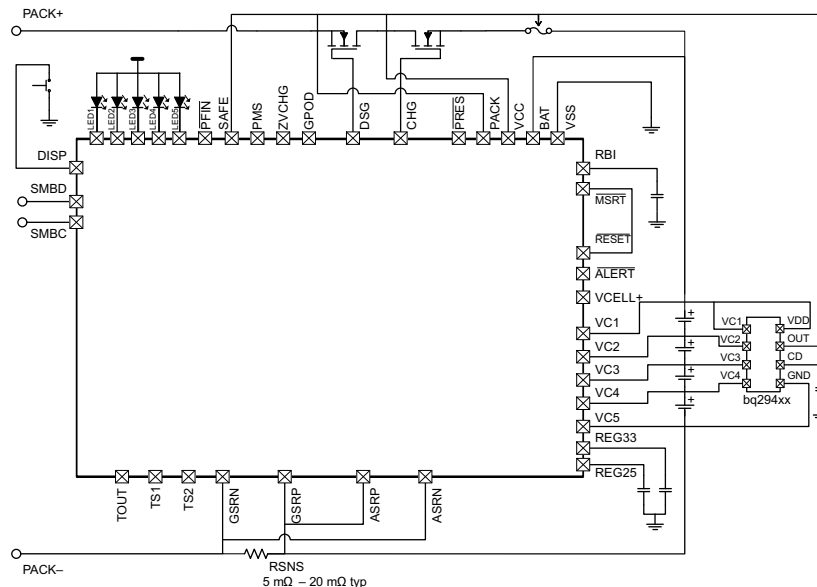 PACK+
LED1
LED2
LED3
LED4
LED5
PFIN
SAFE
PMS
ZVCHG
GPOD
DSG
CHG
PRES
PACK
VCC
BAT
VSS
DISP
SMBD
SMBC
RBI
MSRT
RESET
ALERT
VCELL+
VC1
VC2
VC3
VC4
VC5
REG33
REG25
+
+
+
+
VC1
VC2
VC3
VC4
VDD
OUT
CD
GND
bq294xx
TOUT
TS1
TS2
GSRN
GSRP
ASRP
ASRN
PACK–
RSNS
5 mΩ – 20 mΩ typ